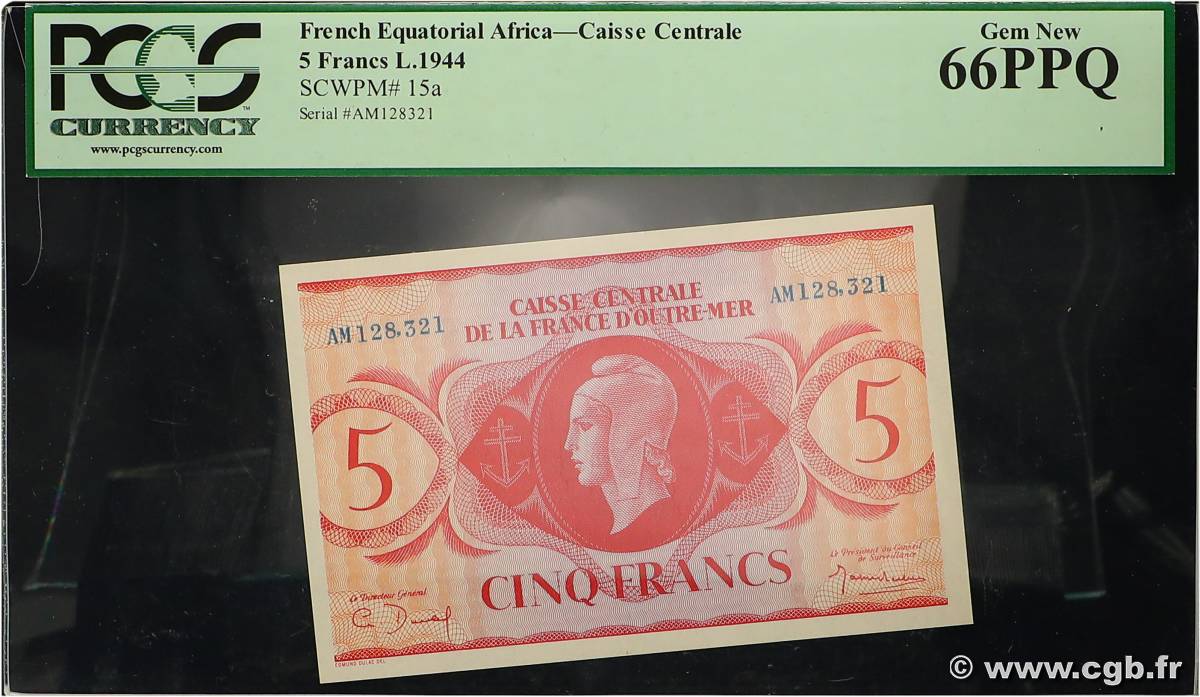 PCGS
CURRENCY
www.pcgscurrency.com
French Equatorial Africa—Caisse Centrale
5 Francs L.1944
SCWPM# 15a
Serial #AM128321
Gem New
66PPQ
CAISSE CENTRALE
DE LA FRANCE D'OUTRE-MER
AM128.321
AM128.321
5
5
CINQ FRANCS
Le Directeur Général
Le Président du Conseil
de Surveillance
EDMUND DULAC DEL.
© www.cgb.fr